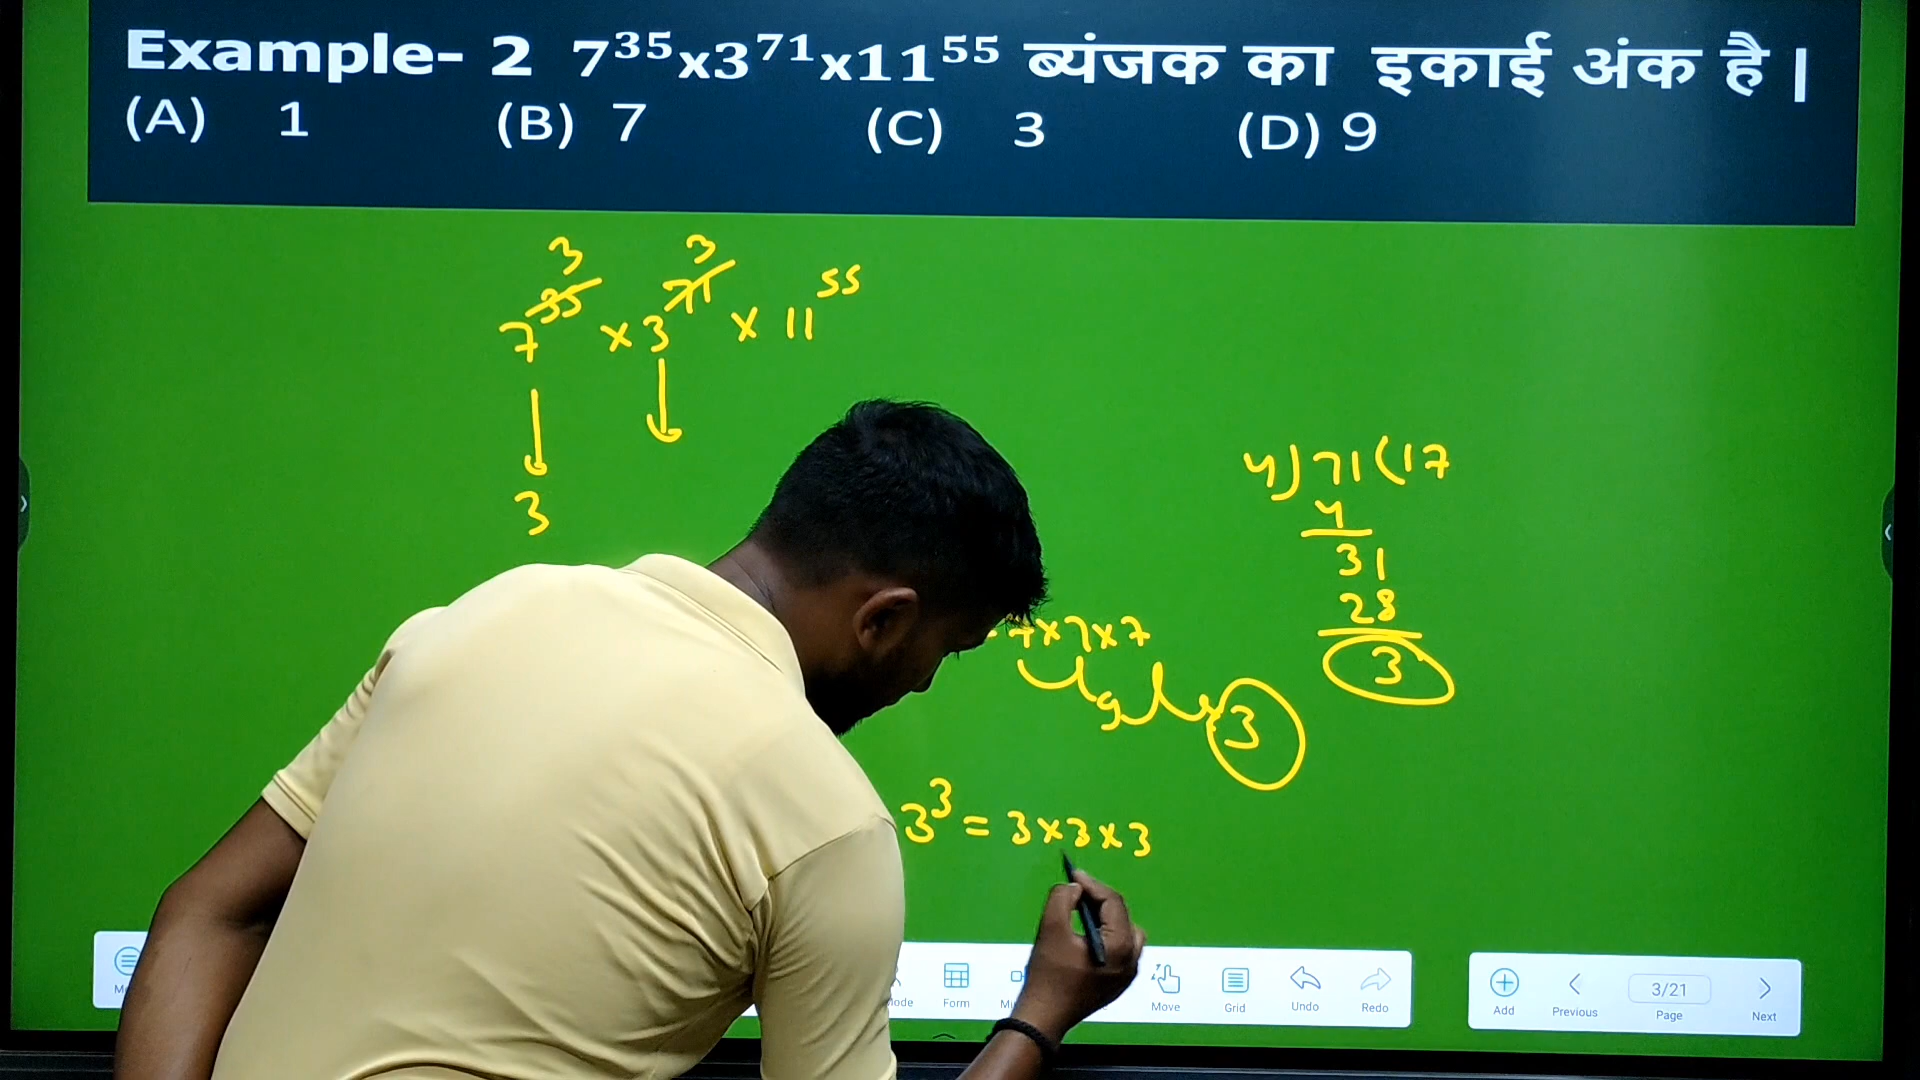 Example- 2 7³⁵x3⁷¹x11⁵⁵ व्यंजक का इकाई अंक है |
(A) 1 (B) 7 (C) 3 (D) 9
3 3
7³⁵ x 3⁷¹ x 11⁵⁵
3
4)71(17
4
31
28
3
7x7x7
9 3
3³ = 3x3x3
Form
Move
Grid
Undo
Redo
Add
Previous
3/21
Page
Next